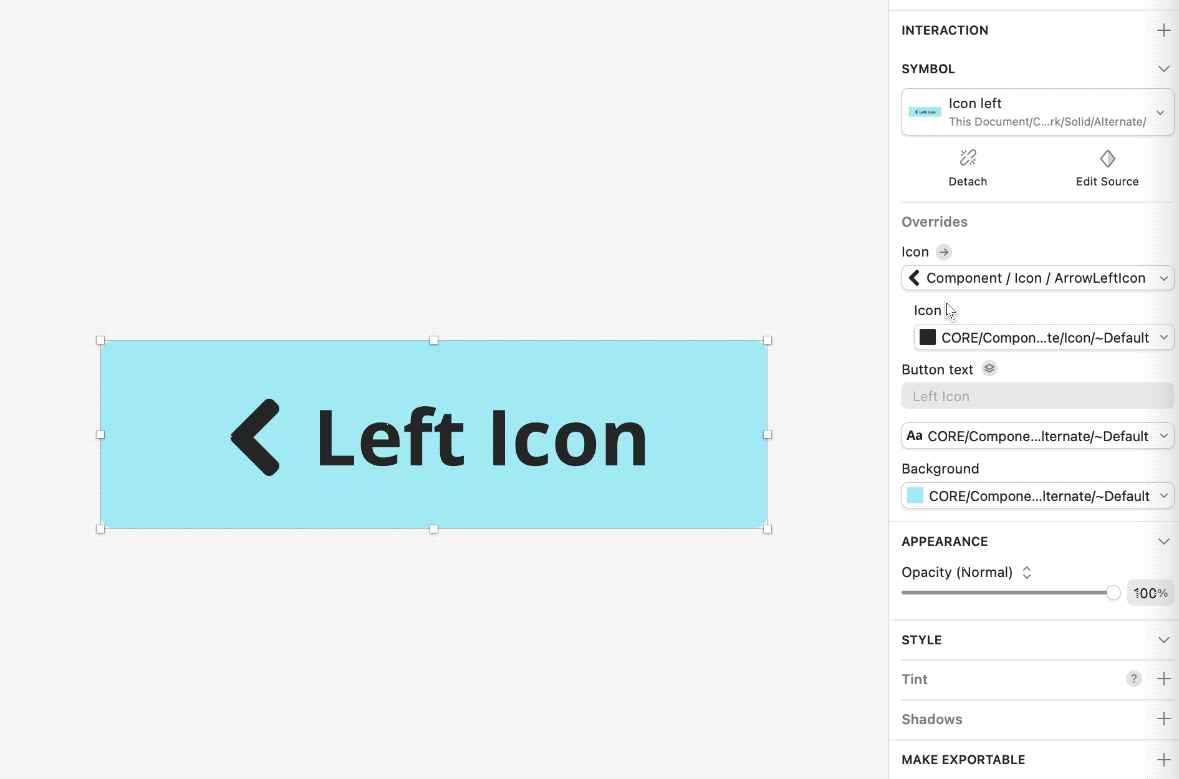 INTERACTION
SYMBOL
Icon left
This Document/C...rk/Solid/Alternate/
Detach
Edit Source
Overrides
Icon
Component / Icon / ArrowLeftIcon
Icon
CORE/Compon...te/Icon/~Default
Button text
Left Icon
Aa CORE/Compone...lternate/~Default
Background
CORE/Compone...lternate/~Default
APPEARANCE
Opacity (Normal)
100%
STYLE
Tint
?
Shadows
MAKE EXPORTABLE
Left Icon